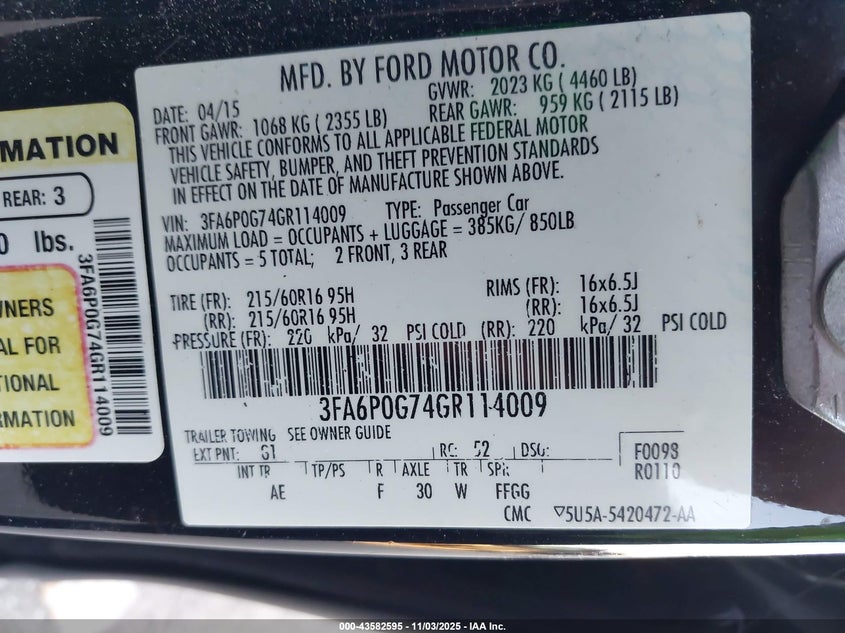 MFD. BY FORD MOTOR CO.
DATE: 04/15 GVWR: 2023 KG ( 4460 LB)
FRONT GAWR: 1068 KG ( 2355 LB) REAR GAWR: 959 KG ( 2115 LB)
THIS VEHICLE CONFORMS TO ALL APPLICABLE FEDERAL MOTOR
VEHICLE SAFETY, BUMPER, AND THEFT PREVENTION STANDARDS
IN EFFECT ON THE DATE OF MANUFACTURE SHOWN ABOVE.
VIN: 3FA6P0G74GR114009 TYPE: Passenger Car
MAXIMUM LOAD = OCCUPANTS + LUGGAGE = 385KG/ 850LB
OCCUPANTS = 5 TOTAL; 2 FRONT, 3 REAR
TIRE (FR): 215/60R16 95H RIMS (FR): 16x6.5J
(RR): 215/60R16 95H (RR): 16x6.5J
PRESSURE (FR): 220 kPa/ 32 PSI COLD (RR): 220 kPa/ 32 PSI COLD
3FA6P0G74GR114009
TRAILER TOWING SEE OWNER GUIDE
EXT PNT: G1 RC: 52 DSO: F0098
INT TR TP/PS R AXLE TR SPR R0110
AE F 30 W FFGG
CMC ▽5U5A-5420472-AA
MATION
REAR: 3
0 lbs.
WNERS
AL FOR
TIONAL
RMATION
3FA6P0G74GR114009
000-43582595 - 11/03/2025 - IAA Inc.